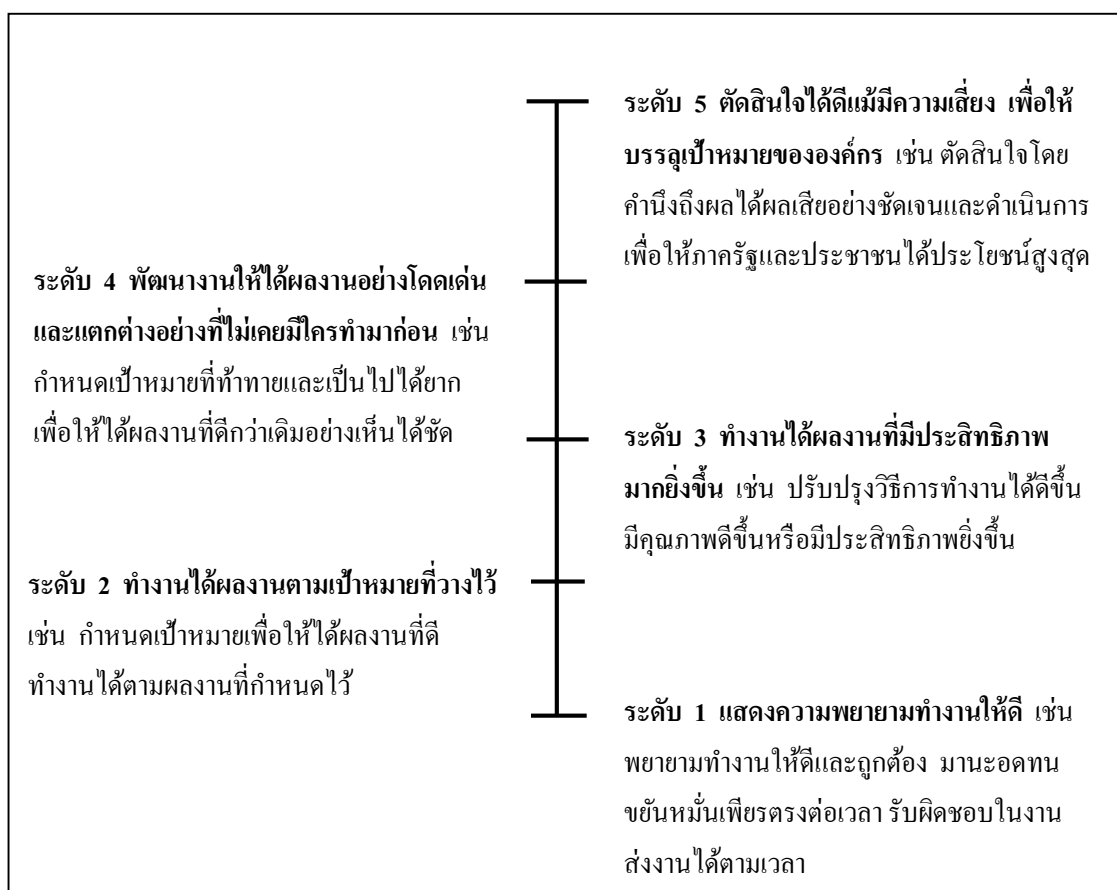 ระดับ 5 ตัดสินใจได้ดีแม้มีความเสี่ยง เพื่อให้
บรรลุเป้าหมายขององค์กร เช่น ตัดสินใจโดย
คำนึงถึงผลได้ผลเสียอย่างชัดเจนและดำเนินการ
เพื่อให้ภาครัฐและประชาชนได้ประโยชน์สูงสุด
ระดับ 4 พัฒนางานให้ได้ผลงานอย่างโดดเด่น
และแตกต่างอย่างที่ไม่เคยมีใครทำมาก่อน เช่น
กำหนดเป้าหมายที่ท้าทายและเป็นไปได้ยาก
เพื่อให้ได้ผลงานที่ดีกว่าเดิมอย่างเห็นได้ชัด
ระดับ 3 ทำงานได้ผลงานที่มีประสิทธิภาพ
มากยิ่งขึ้น เช่น ปรับปรุงวิธีการทำงานได้ดีขึ้น
มีคุณภาพดีขึ้นหรือมีประสิทธิภาพยิ่งขึ้น
ระดับ 2 ทำงานได้ผลงานตามเป้าหมายที่วางไว้
เช่น กำหนดเป้าหมายเพื่อให้ได้ผลงานที่ดี
ทำงานได้ตามผลงานที่กำหนดไว้
ระดับ 1 แสดงความพยายามทำงานให้ดี เช่น
พยายามทำงานให้ดีและถูกต้อง มานะอดทน
ขยันหมั่นเพียรตรงต่อเวลา รับผิดชอบในงาน
ส่งงานได้ตามเวลา